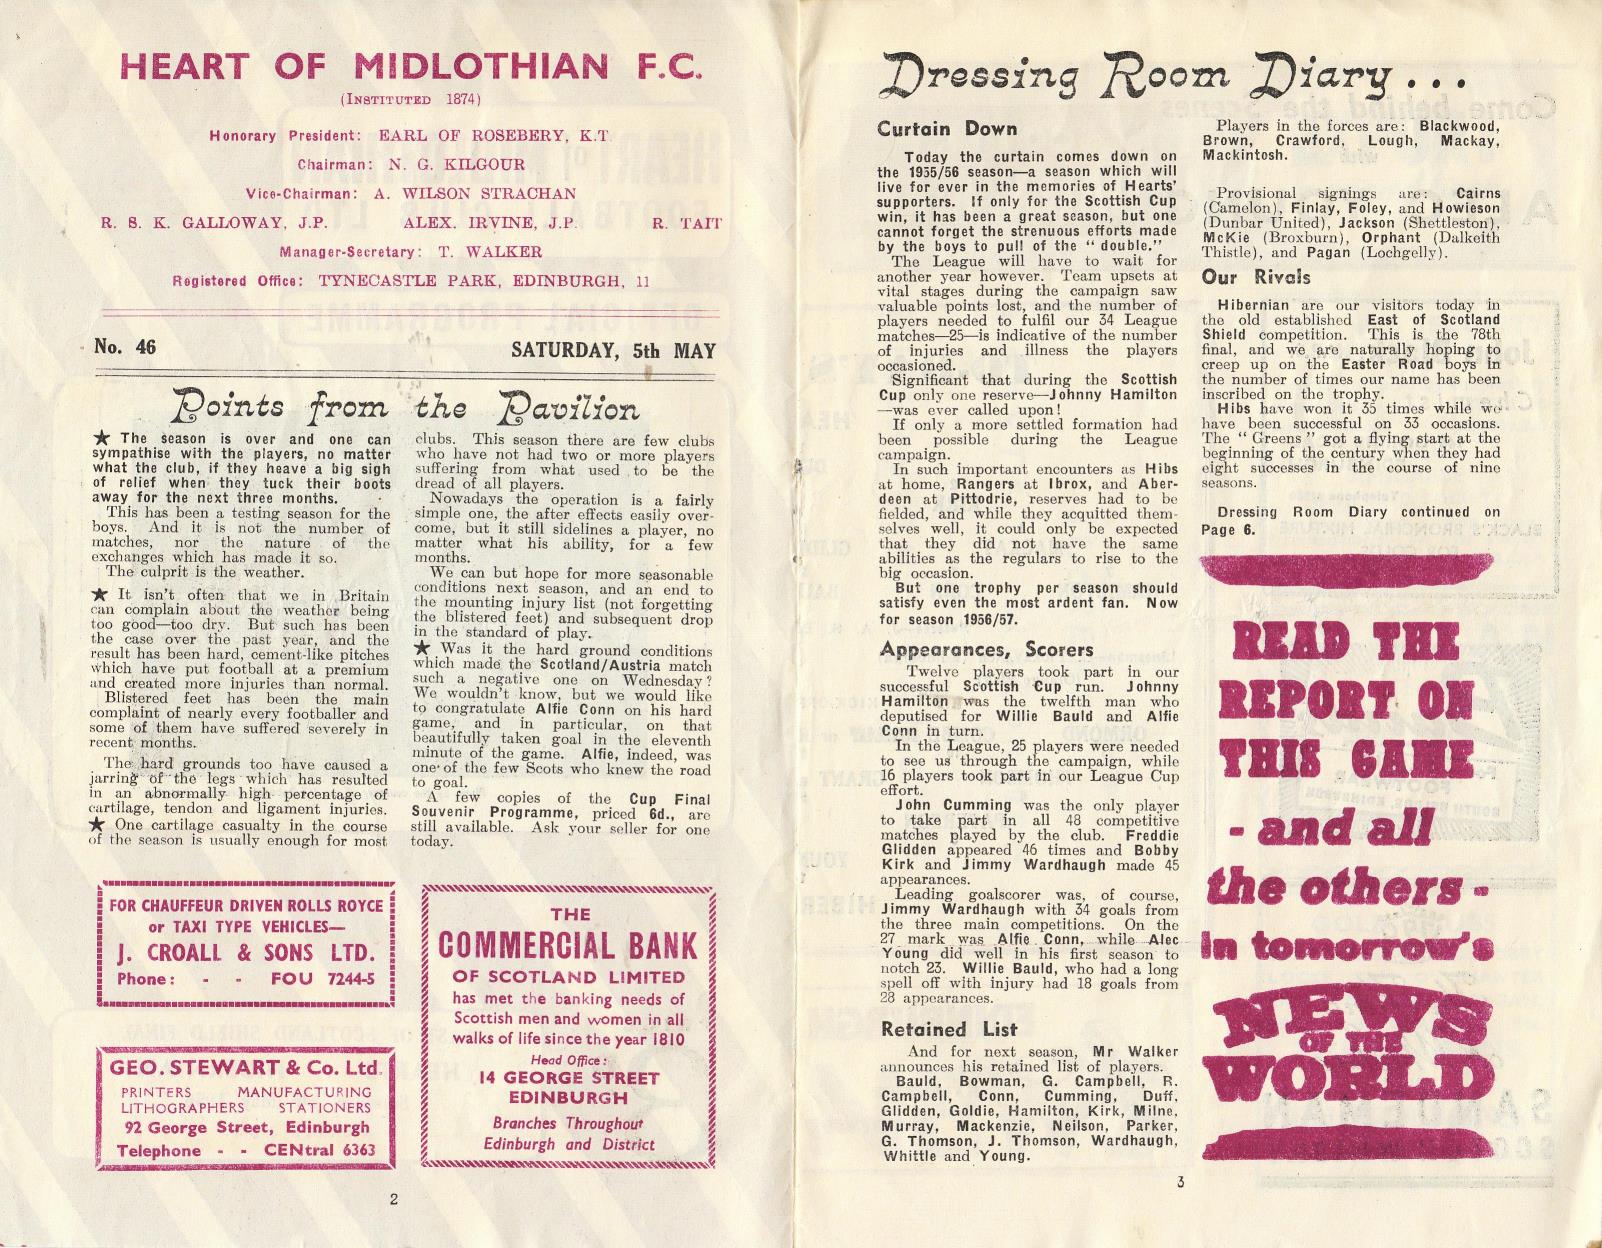 HEART OF MIDLOTHIAN F.C.
(INSTITUTED 1874)
Honorary President: EARL OF ROSEBERY, K.T.
Chairman: N. G. KILGOUR
Vice-Chairman: A. WILSON STRACHAN
R. S. K. GALLOWAY, J.P. ALEX. IRVINE, J.P. R. TAIT
Manager-Secretary: T. WALKER
Registered Office: TYNECASTLE PARK, EDINBURGH, 11
No. 46 SATURDAY, 5th MAY
Points from the Pavilion
★ The season is over and one can
sympathise with the players, no matter
what the club, if they heave a big sigh
of relief when they tuck their boots
away for the next three months.
This has been a testing season for the
boys. And it is not the number of
matches, nor the nature of the
exchanges which has made it so.
The culprit is the weather.
★ It isn't often that we in Britain
can complain about the weather being
too good—too dry. But such has been
the case over the past year, and the
result has been hard, cement-like pitches
which have put football at a premium
and created more injuries than normal.
Blistered feet has been the main
complaint of nearly every footballer and
some of them have suffered severely in
recent months.
The hard grounds too have caused a
jarring of the legs which has resulted
in an abnormally high percentage of
cartilage, tendon and ligament injuries.
★ One cartilage casualty in the course
of the season is usually enough for most
clubs. This season there are few clubs
who have not had two or more players
suffering from what used to be the
dread of all players.
Nowadays the operation is a fairly
simple one, the after effects easily over-
come, but it still sidelines a player, no
matter what his ability, for a few
months.
We can but hope for more seasonable
conditions next season, and an end to
the mounting injury list (not forgetting
the blistered feet) and subsequent drop
in the standard of play.
★ Was it the hard ground conditions
which made the Scotland/Austria match
such a negative one on Wednesday?
We wouldn't know, but we would like
to congratulate Alfie Conn on his hard
game, and in particular, on that
beautifully taken goal in the eleventh
minute of the game. Alfie, indeed, was
one of the few Scots who knew the road
to goal.
A few copies of the Cup Final
Souvenir Programme, priced 6d., are
still available. Ask your seller for one
today.
FOR CHAUFFEUR DRIVEN ROLLS ROYCE
or TAXI TYPE VEHICLES—
J. CROALL & SONS LTD.
Phone: - - FOU 7244-5
GEO. STEWART & Co. Ltd.
PRINTERS MANUFACTURING
LITHOGRAPHERS STATIONERS
92 George Street, Edinburgh
Telephone - - CENtral 6363
THE
COMMERCIAL BANK
OF SCOTLAND LIMITED
has met the banking needs of
Scottish men and women in all
walks of life since the year 1810
Head Office:
14 GEORGE STREET
EDINBURGH
Branches Throughout
Edinburgh and District
2
Dressing Room Diary . . .
Curtain Down
Today the curtain comes down on
the 1955/56 season—a season which will
live for ever in the memories of Hearts'
supporters. If only for the Scottish Cup
win, it has been a great season, but one
cannot forget the strenuous efforts made
by the boys to pull of the " double."
The League will have to wait for
another year however. Team upsets at
vital stages during the campaign saw
valuable points lost, and the number of
players needed to fulfil our 34 League
matches—25—is indicative of the number
of injuries and illness the players
occasioned.
Significant that during the Scottish
Cup only one reserve—Johnny Hamilton
—was ever called upon!
If only a more settled formation had
been possible during the League
campaign.
In such important encounters as Hibs
at home, Rangers at Ibrox, and Aber-
deen at Pittodrie, reserves had to be
fielded, and while they acquitted them-
selves well, it could only be expected
that they did not have the same
abilities as the regulars to rise to the
big occasion.
But one trophy per season should
satisfy even the most ardent fan. Now
for season 1956/57.
Appearances, Scorers
Twelve players took part in our
successful Scottish Cup run. Johnny
Hamilton was the twelfth man who
deputised for Willie Bauld and Alfie
Conn in turn.
In the League, 25 players were needed
to see us through the campaign, while
16 players took part in our League Cup
effort.
John Cumming was the only player
to take part in all 48 competitive
matches played by the club. Freddie
Glidden appeared 46 times and Bobby
Kirk and Jimmy Wardhaugh made 45
appearances.
Leading goalscorer was, of course,
Jimmy Wardhaugh with 34 goals from
the three main competitions. On the
27 mark was Alfie Conn, while Alec
Young did well in his first season to
notch 23. Willie Bauld, who had a long
spell off with injury had 18 goals from
28 appearances.
Retained List
And for next season, Mr Walker
announces his retained list of players.
Bauld, Bowman, G. Campbell, R.
Campbell, Conn, Cumming, Duff,
Glidden, Goldie, Hamilton, Kirk, Milne,
Murray, Mackenzie, Neilson, Parker,
G. Thomson, J. Thomson, Wardhaugh,
Whittle and Young.
Players in the forces are: Blackwood,
Brown, Crawford, Lough, Mackay,
Mackintosh.
Provisional signings are: Cairns
(Camelon), Finlay, Foley, and Howieson
(Dunbar United), Jackson (Shettleston),
McKie (Broxburn), Orphant (Dalkeith
Thistle), and Pagan (Lochgelly).
Our Rivals
Hibernian are our visitors today in
the old established East of Scotland
Shield competition. This is the 78th
final, and we are naturally hoping to
creep up on the Easter Road boys in
the number of times our name has been
inscribed on the trophy.
Hibs have won it 35 times while we
have been successful on 33 occasions.
The " Greens " got a flying start at the
beginning of the century when they had
eight successes in the course of nine
seasons.
Dressing Room Diary continued on
Page 6.
READ THE
REPORT ON
THIS GAME
- and all
the others -
in tomorrow's
NEWS
OF THE
WORLD
3